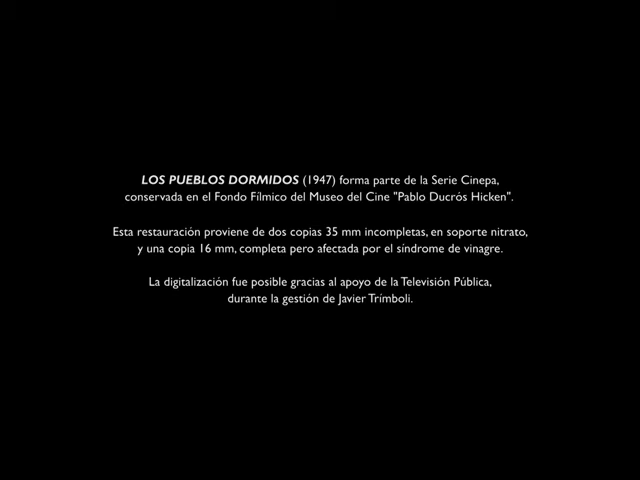 LOS PUEBLOS DORMIDOS (1947) forma parte de la Serie Cinepa,
conservada en el Fondo Fílmico del Museo del Cine "Pablo Ducrós Hicken".
Esta restauración proviene de dos copias 35 mm incompletas, en soporte nitrato,
y una copia 16 mm, completa pero afectada por el síndrome de vinagre.
La digitalización fue posible gracias al apoyo de la Televisión Pública,
durante la gestión de Javier Trímboli.